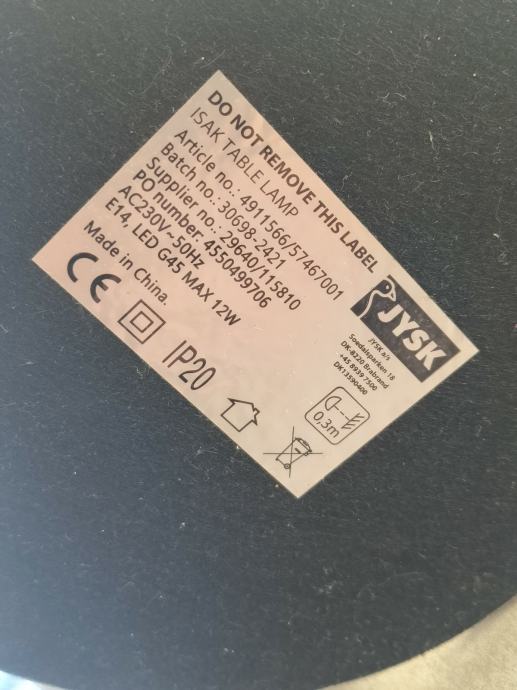 DO NOT REMOVE THIS LABEL
ISAK TABLE LAMP
Article no.: 4911566/57467001
Batch no.: 30698-2421
Supplier no.: 29640/115810
PO number: 4550499706
AC230V~50HZ
E14, LED G45 MAX 12W
Made in China.
CE
IP20
JYSK
JYSK a/s
Soedalsparken 18
DK-8220 Brabrand
+45 8939 7500
DK13590400
0,3m